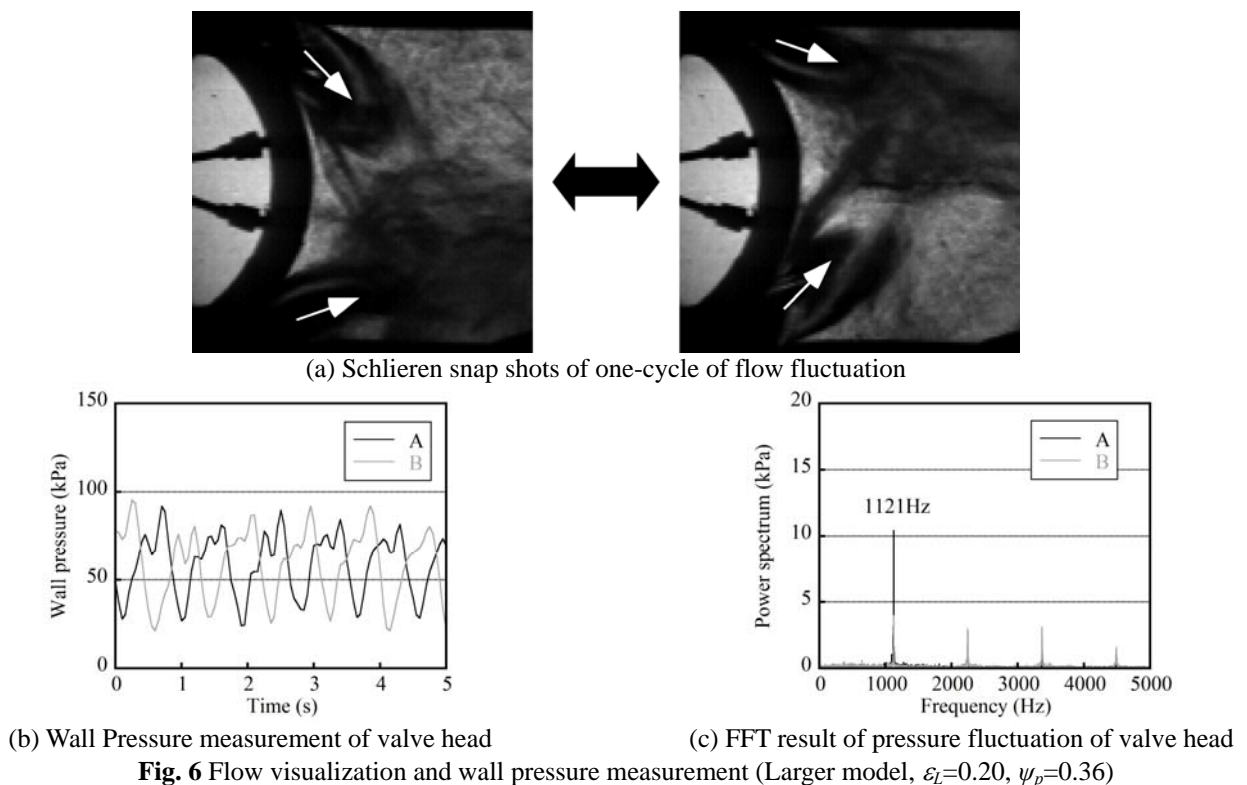 (a) Schlieren snap shots of one-cycle of flow fluctuation
150
100
50
0
Wall pressure (kPa)
A
B
0 1 2 3 4 5
Time (s)
20
15
10
5
0
Power spectrum (kPa)
A
B
1121Hz
0 1000 2000 3000 4000 5000
Frequency (Hz)
(b) Wall Pressure measurement of valve head
(c) FFT result of pressure fluctuation of valve head
Fig. 6 Flow visualization and wall pressure measurement (Larger model, εL=0.20, ψp=0.36)